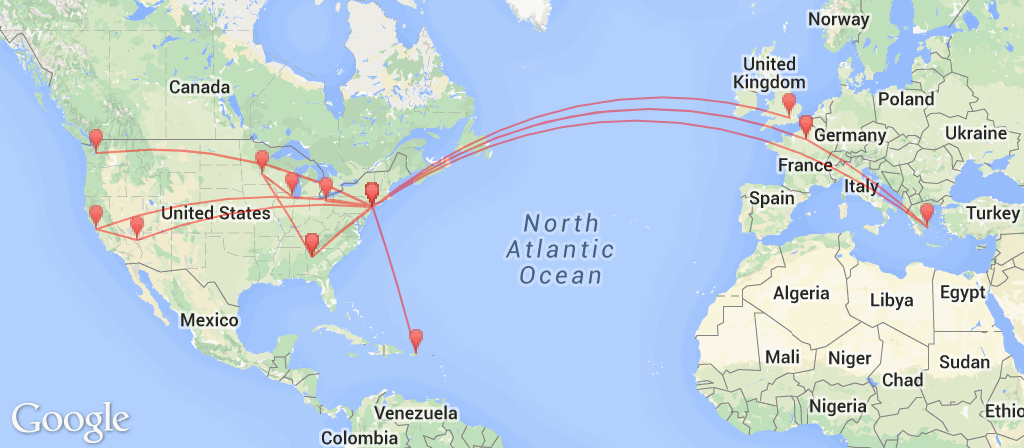 Norway
United
Kingdom
Canada
Poland
Germany
Ukraine
France
Italy
Spain
United States
Turkey
North
Atlantic
Ocean
Algeria
Libya
Egypt
Mexico
Mali
Niger
Sudan
Chad
Nigeria
Ethio
Venezuela
Colombia
Google